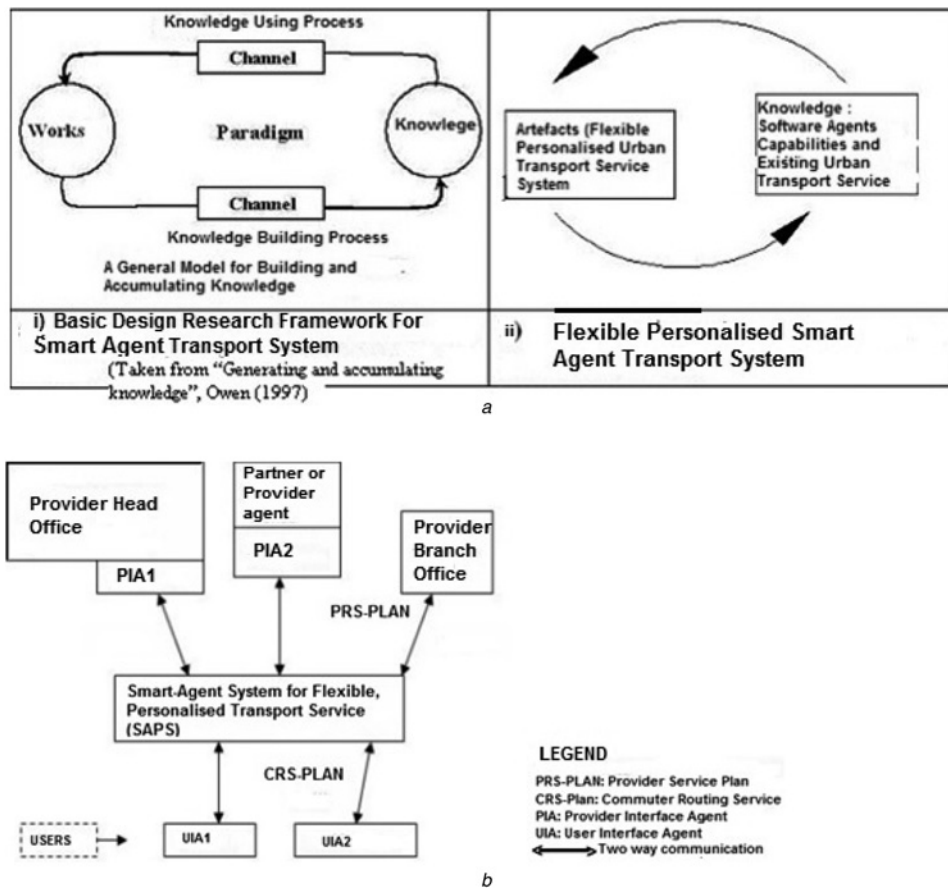 Knowledge Using Process
Channel
Works
Paradigm
Knowlege
Channel
Knowledge Building Process
A General Model for Building and
Accumulating Knowledge
i) Basic Design Research Framework For
Smart Agent Transport System
(Taken from “Generating and accumulating
knowledge”, Owen (1997)
Artefacts (Flexible
Personalised Urban
Transport Service
System
Knowledge :
Software Agents
Capabilities and
Existing Urban
Transport Service
ii) Flexible Personalised Smart
Agent Transport System
a
Provider Head
Office
PIA1
Partner or
Provider
agent
PIA2
Provider
Branch
Office
PRS-PLAN
Smart-Agent System for Flexible,
Personalised Transport Service
(SAPS)
CRS-PLAN
USERS
UIA1
UIA2
LEGEND
PRS-PLAN: Provider Service Plan
CRS-Plan: Commuter Routing Service
PIA: Provider Interface Agent
UIA: User Interface Agent
Two way communication
b